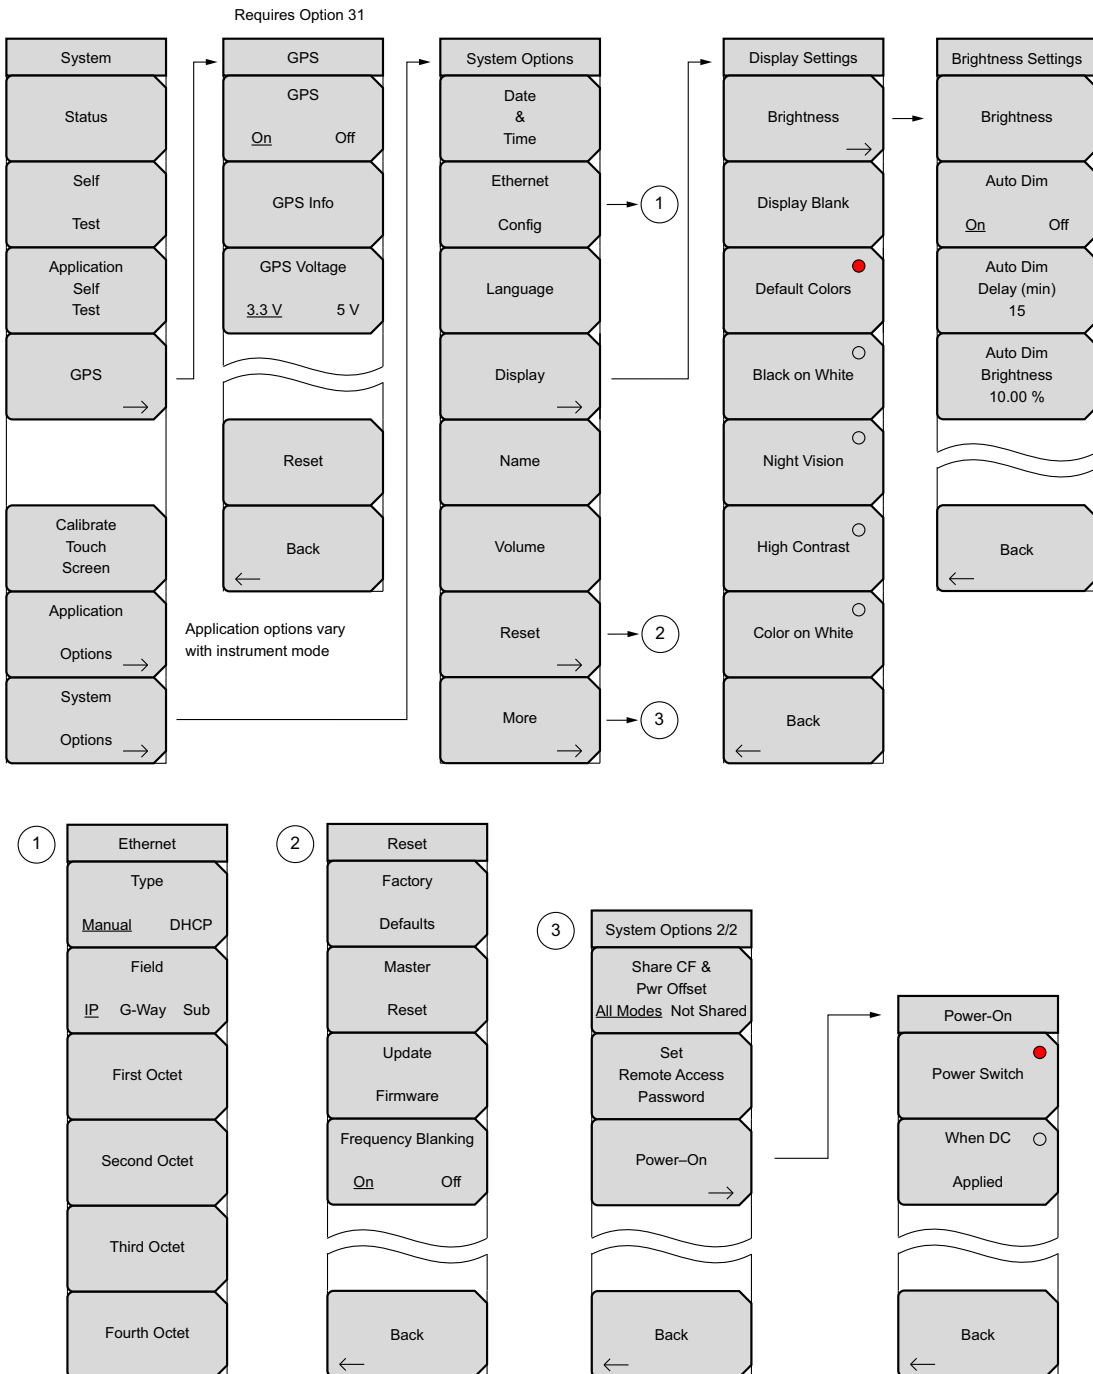 Requires Option 31
System
Status
Self
Test
Application
Self
Test
GPS
Calibrate
Touch
Screen
Application
Options
System
Options
GPS
GPS
On Off
GPS Info
GPS Voltage
3.3 V 5 V
Reset
Back
Application options vary
with instrument mode
System Options
Date
&
Time
Ethernet
Config
1
Language
Display
Name
Volume
Reset
2
More
3
Display Settings
Brightness
Display Blank
Default Colors
Black on White
Night Vision
High Contrast
Color on White
Back
Brightness Settings
Brightness
Auto Dim
On Off
Auto Dim
Delay (min)
15
Auto Dim
Brightness
10.00 %
Back
1
Ethernet
Type
Manual DHCP
Field
IP G-Way Sub
First Octet
Second Octet
Third Octet
Fourth Octet
2
Reset
Factory
Defaults
Master
Reset
Update
Firmware
Frequency Blanking
On Off
Back
3
System Options 2/2
Share CF &
Pwr Offset
All Modes Not Shared
Set
Remote Access
Password
Power–On
Back
Power-On
Power Switch
When DC
Applied
Back